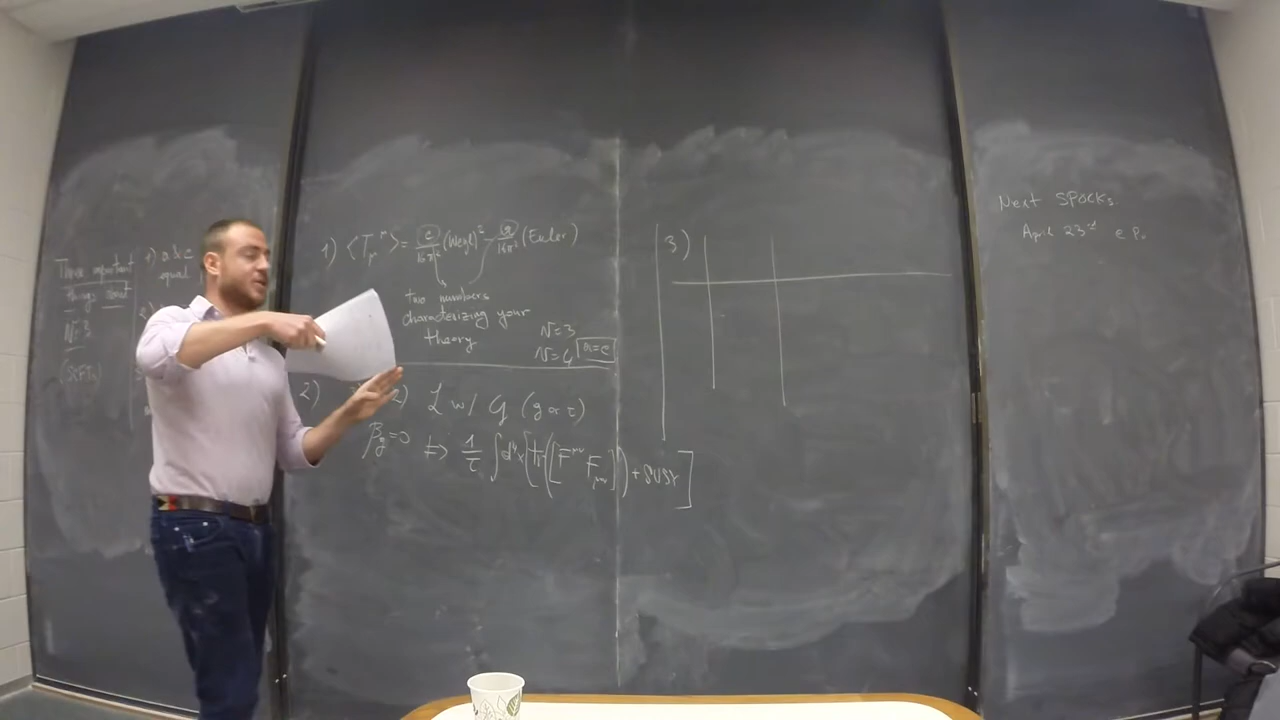 Three important
things about
N=3
(SCFTs)
1) a&c
equal
2)
1) ⟨T_μ^μ⟩ = c/16π² (Weyl)² - a/16π² (Euler)
two numbers
characterizing your
theory
N=3
N=4 a=c
2) L w/ G (g or τ)
β_g=0 ⇔ 1/τ ∫d⁴x [tr([F^μν F_μν]) + SUSY]
3)
Next SPOCKs
April 23rd @ P.